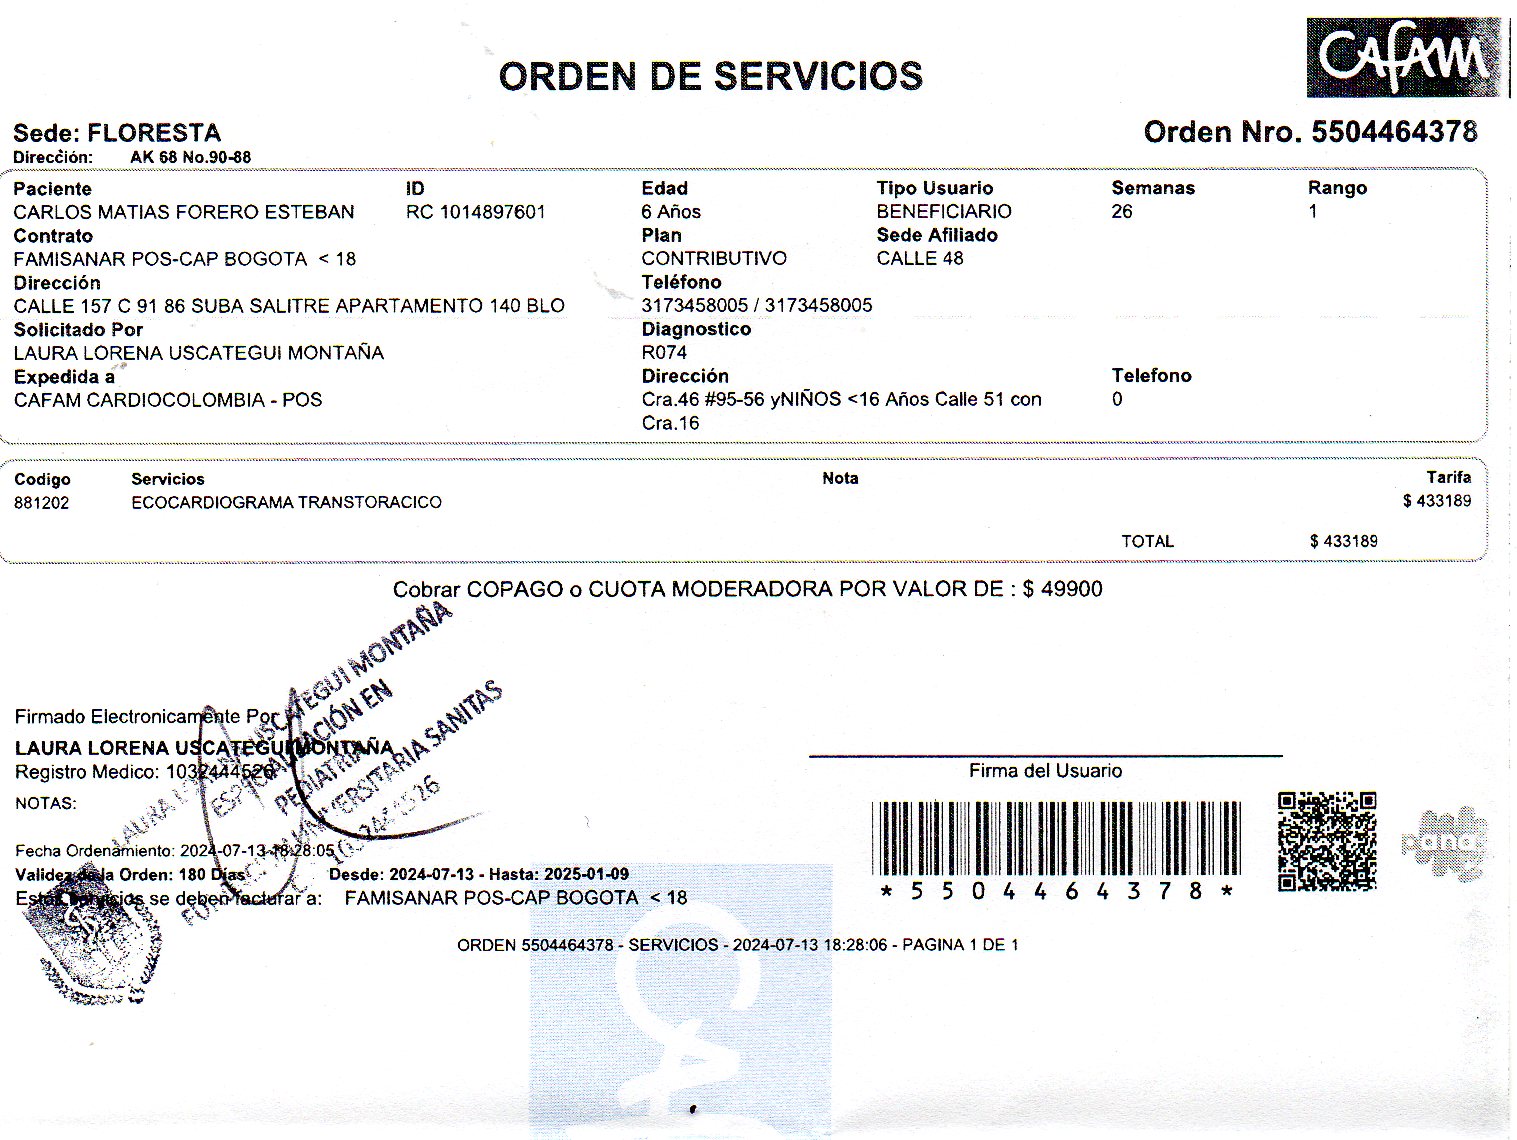 CAFAM
ORDEN DE SERVICIOS
Sede: FLORESTA
Orden Nro. 5504464378
Dirección: AK 68 No.90-88
Paciente ID Edad Tipo Usuario Semanas Rango
CARLOS MATIAS FORERO ESTEBAN RC 1014897601 6 Años BENEFICIARIO 26 1
Contrato Plan Sede Afiliado
FAMISANAR POS-CAP BOGOTA < 18 CONTRIBUTIVO CALLE 48
Dirección Teléfono
CALLE 157 C 91 86 SUBA SALITRE APARTAMENTO 140 BLO 3173458005 / 3173458005
Solicitado Por Diagnostico
LAURA LORENA USCATEGUI MONTAÑA R074
Expedida a Dirección Telefono
CAFAM CARDIOCOLOMBIA - POS Cra.46 #95-56 yNIÑOS <16 Años Calle 51 con 0
Cra.16
Codigo Servicios Nota Tarifa
881202 ECOCARDIOGRAMA TRANSTORACICO $ 433189
TOTAL $ 433189
Cobrar COPAGO o CUOTA MODERADORA POR VALOR DE : $ 49900
Firmado Electronicamente Por
LAURA LORENA USCATEGUI MONTAÑA
Registro Medico: 1032444526
NOTAS:
LAURA LORENA USCATEGUI MONTAÑA
ESPECIALIZACIÓN EN
PEDIATRIA
UNIVERSITARIA SANITAS
Firma del Usuario
*5504464378*
Fecha Ordenamiento: 2024-07-13 18:28:05
Validez de la Orden: 180 Días Desde: 2024-07-13 - Hasta: 2025-01-09
Estos servicios se deben facturar a: FAMISANAR POS-CAP BOGOTA < 18
ORDEN 5504464378 - SERVICIOS - 2024-07-13 18:28:06 - PAGINA 1 DE 1